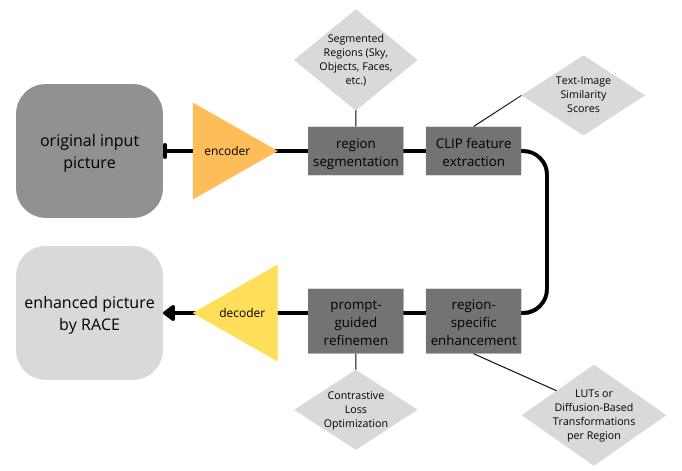 Segmented
Regions (Sky,
Objects, Faces,
etc.)
Text-Image
Similarity
Scores
original input
picture
encoder
region
segmentation
CLIP feature
extraction
enhanced picture
by RACE
decoder
prompt-
guided
refinemen
region-
specific
enhancement
Contrastive
Loss
Optimization
LUTs or
Diffusion-Based
Transformations
per Region